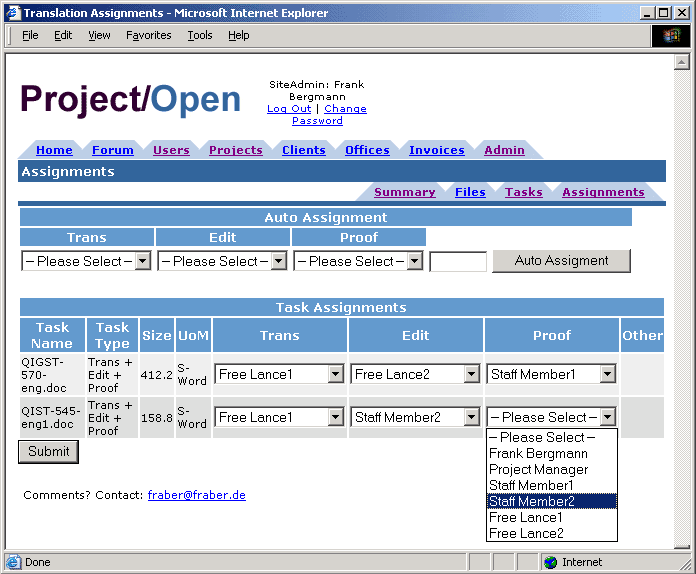 Translation Assignments - Microsoft Internet Explorer
File Edit View Favorites Tools Help
Project/Open
SiteAdmin: Frank
Bergmann
Log Out | Change
Password
Home Forum Users Projects Clients Offices Invoices Admin
Assignments
Summary Files Tasks Assignments
Auto Assignment
Trans Edit Proof
-- Please Select -- -- Please Select -- -- Please Select -- Auto Assigment
Task Assignments
Task
Name
Task
Type
Size UoM Trans Edit Proof Other
QIGST-
570-
eng.doc
Trans +
Edit +
Proof
412.2
S-
Word
Free Lance1 Free Lance2 Staff Member1
QIST-545-
eng1.doc
Trans +
Edit +
Proof
158.8
S-
Word
Free Lance1 Staff Member2 -- Please Select --
-- Please Select --
Frank Bergmann
Project Manager
Staff Member1
Staff Member2
Free Lance1
Free Lance2
Submit
Comments? Contact: fraber@fraber.de
Done Internet